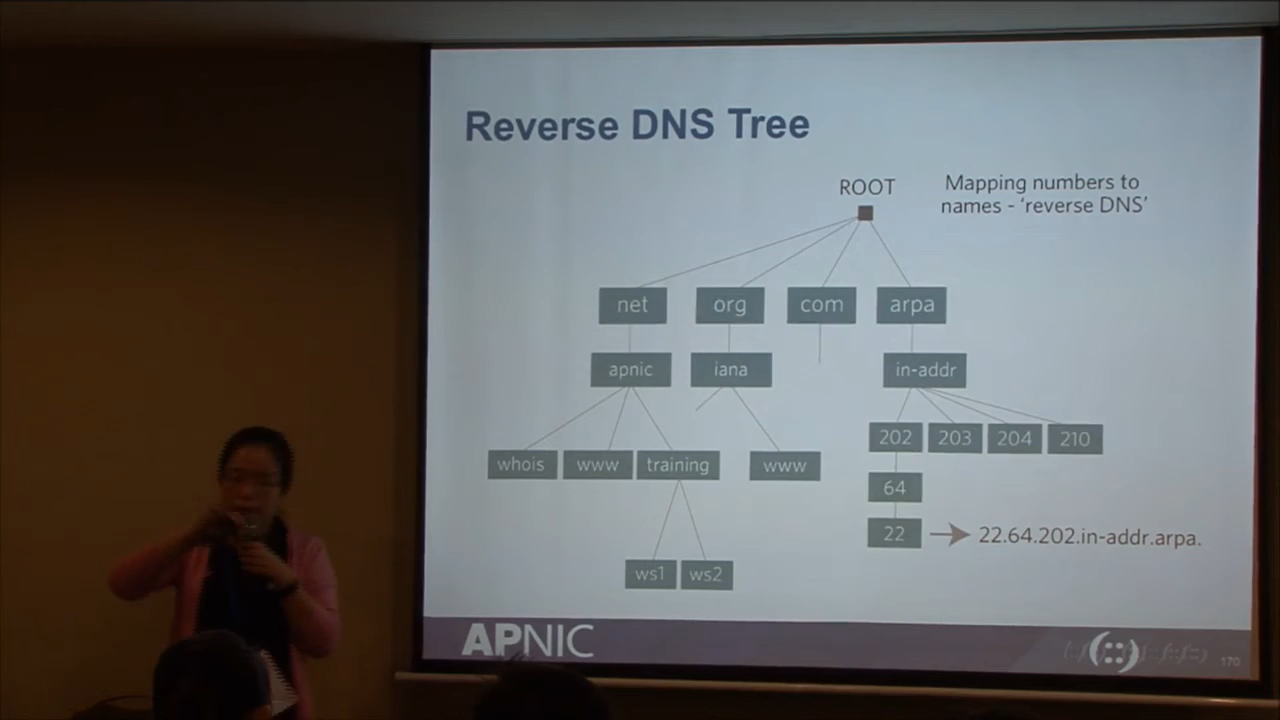 Reverse DNS Tree
ROOT
Mapping numbers to
names - 'reverse DNS'
net
org
com
arpa
apnic
iana
in-addr
202
203
204
210
whois
www
training
www
64
22
22.64.202.in-addr.arpa.
ws1
ws2
APNIC
(::)
170